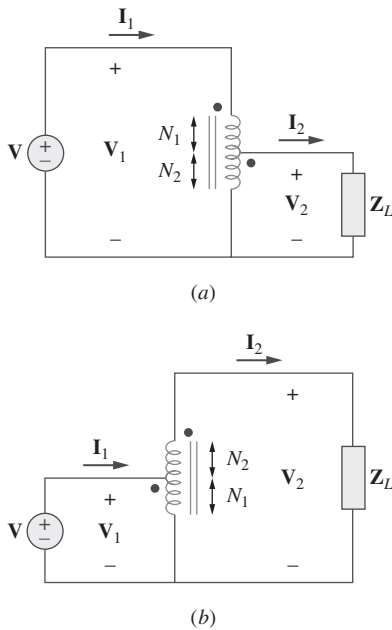 I1
+
N1
I2
V
+
−
V1
N2
+
V2
ZL
−
−
(a)
I2
+
I1
N2
V2
ZL
+
N1
V
+
−
V1
−
−
(b)